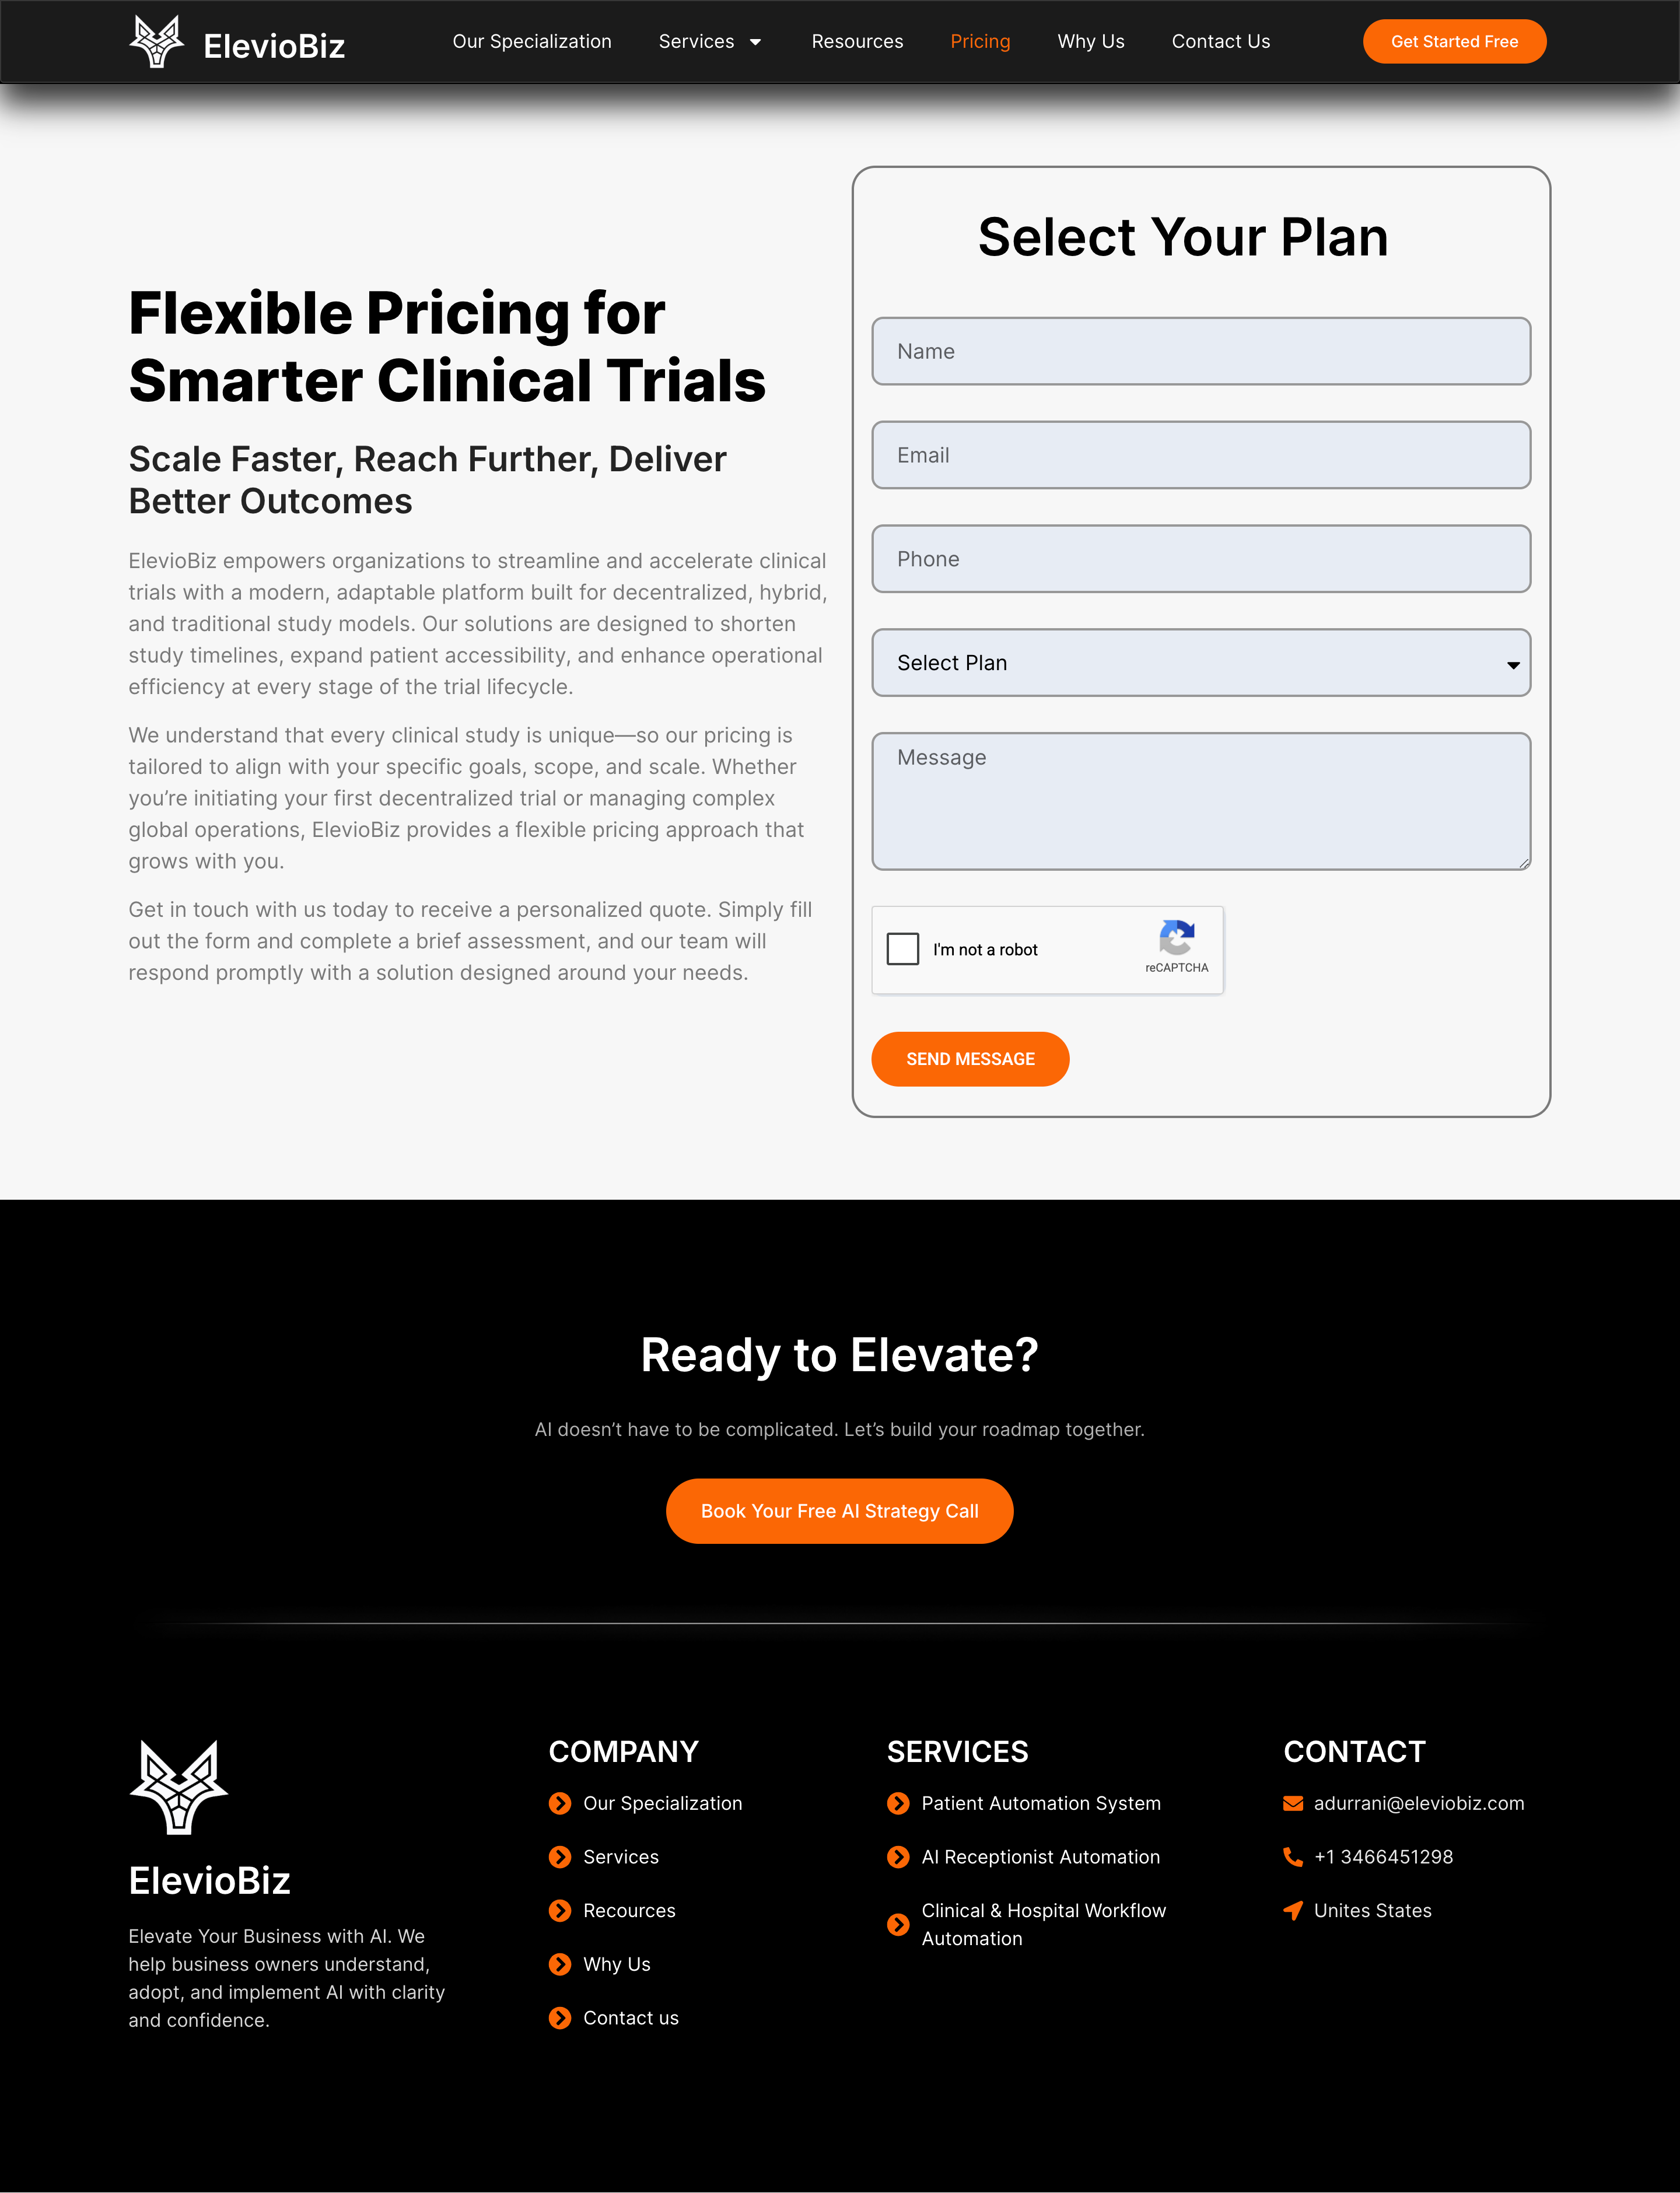 ElevioBiz
Our Specialization
Services
Resources
Pricing
Why Us
Contact Us
Get Started Free
Flexible Pricing for
Smarter Clinical Trials
Scale Faster, Reach Further, Deliver
Better Outcomes
ElevioBiz empowers organizations to streamline and accelerate clinical
trials with a modern, adaptable platform built for decentralized, hybrid,
and traditional study models. Our solutions are designed to shorten
study timelines, expand patient accessibility, and enhance operational
efficiency at every stage of the trial lifecycle.
We understand that every clinical study is unique—so our pricing is
tailored to align with your specific goals, scope, and scale. Whether
you’re initiating your first decentralized trial or managing complex
global operations, ElevioBiz provides a flexible pricing approach that
grows with you.
Get in touch with us today to receive a personalized quote. Simply fill
out the form and complete a brief assessment, and our team will
respond promptly with a solution designed around your needs.
Select Your Plan
Name
Email
Phone
Select Plan
Message
I'm not a robot
reCAPTCHA
SEND MESSAGE
Ready to Elevate?
AI doesn’t have to be complicated. Let’s build your roadmap together.
Book Your Free AI Strategy Call
ElevioBiz
Elevate Your Business with AI. We
help business owners understand,
adopt, and implement AI with clarity
and confidence.
COMPANY
Our Specialization
Services
Recources
Why Us
Contact us
SERVICES
Patient Automation System
AI Receptionist Automation
Clinical & Hospital Workflow
Automation
CONTACT
adurrani@eleviobiz.com
+1 3466451298
Unites States